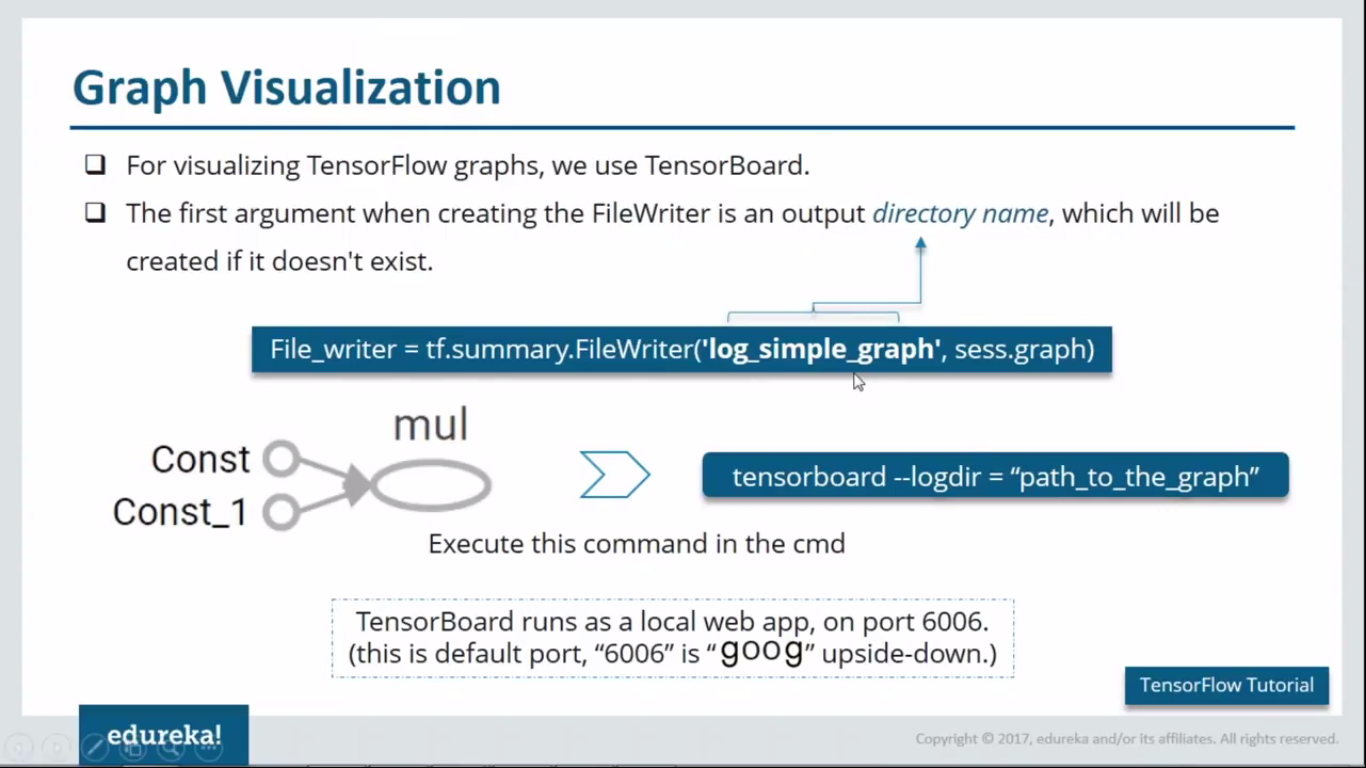 Graph Visualization
For visualizing TensorFlow graphs, we use TensorBoard.
The first argument when creating the FileWriter is an output directory name, which will be
created if it doesn't exist.
File_writer = tf.summary.FileWriter('log_simple_graph', sess.graph)
mul
Const
Const_1
tensorboard --logdir = “path_to_the_graph”
Execute this command in the cmd
TensorBoard runs as a local web app, on port 6006.
(this is default port, “6006” is “goog” upside-down.)
TensorFlow Tutorial
edureka!
Copyright © 2017, edureka and/or its affiliates. All rights reserved.